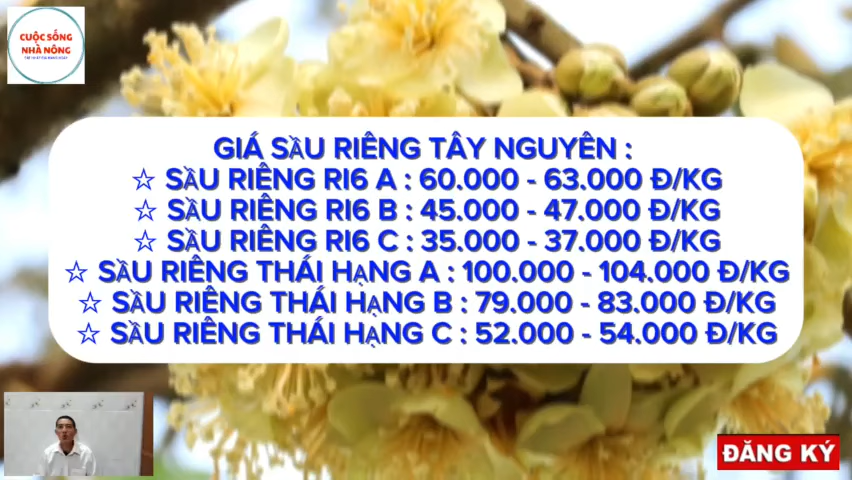 CUỘC SỐNG
NHÀ NÔNG
GIÁ SẦU RIÊNG TÂY NGUYÊN :
☆ SẦU RIÊNG RI6 A : 60.000 - 63.000 Đ/KG
☆ SẦU RIÊNG RI6 B : 45.000 - 47.000 Đ/KG
☆ SẦU RIÊNG RI6 C : 35.000 - 37.000 Đ/KG
☆ SẦU RIÊNG THÁI HẠNG A : 100.000 - 104.000 Đ/KG
☆ SẦU RIÊNG THÁI HẠNG B : 79.000 - 83.000 Đ/KG
☆ SẦU RIÊNG THÁI HẠNG C : 52.000 - 54.000 Đ/KG
ĐĂNG KÝ